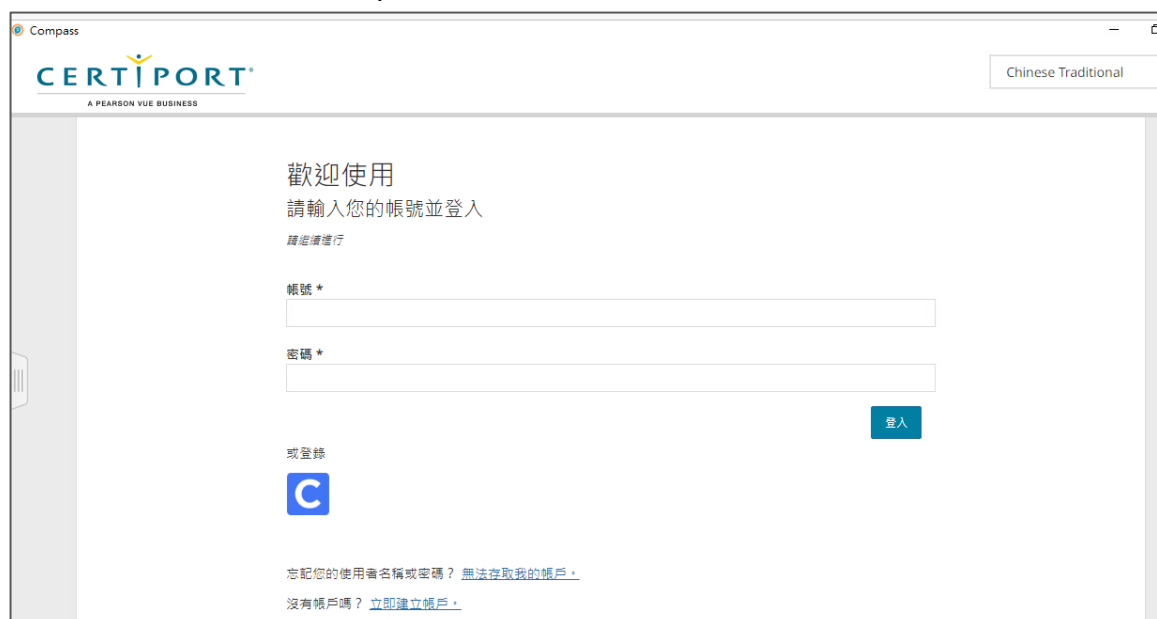 Compass
CERTIPORT
A PEARSON VUE BUSINESS
Chinese Traditional
歡迎使用
請輸入您的帳號並登入
請繼續進行
帳號 *
密碼 *
登入
或登錄
C
忘記您的使用者名稱或密碼？ 無法存取我的帳戶。
沒有帳戶嗎？ 立即建立帳戶。